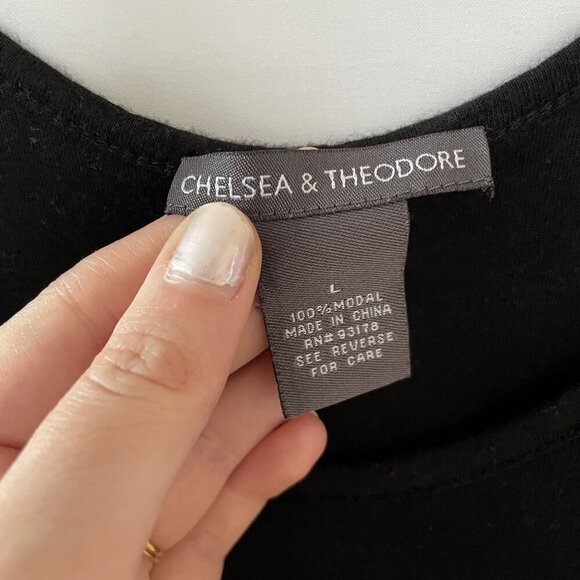 CHELSEA & THEODORE
L
100% MODAL
MADE IN CHINA
RN# 93178
SEE REVERSE
FOR CARE